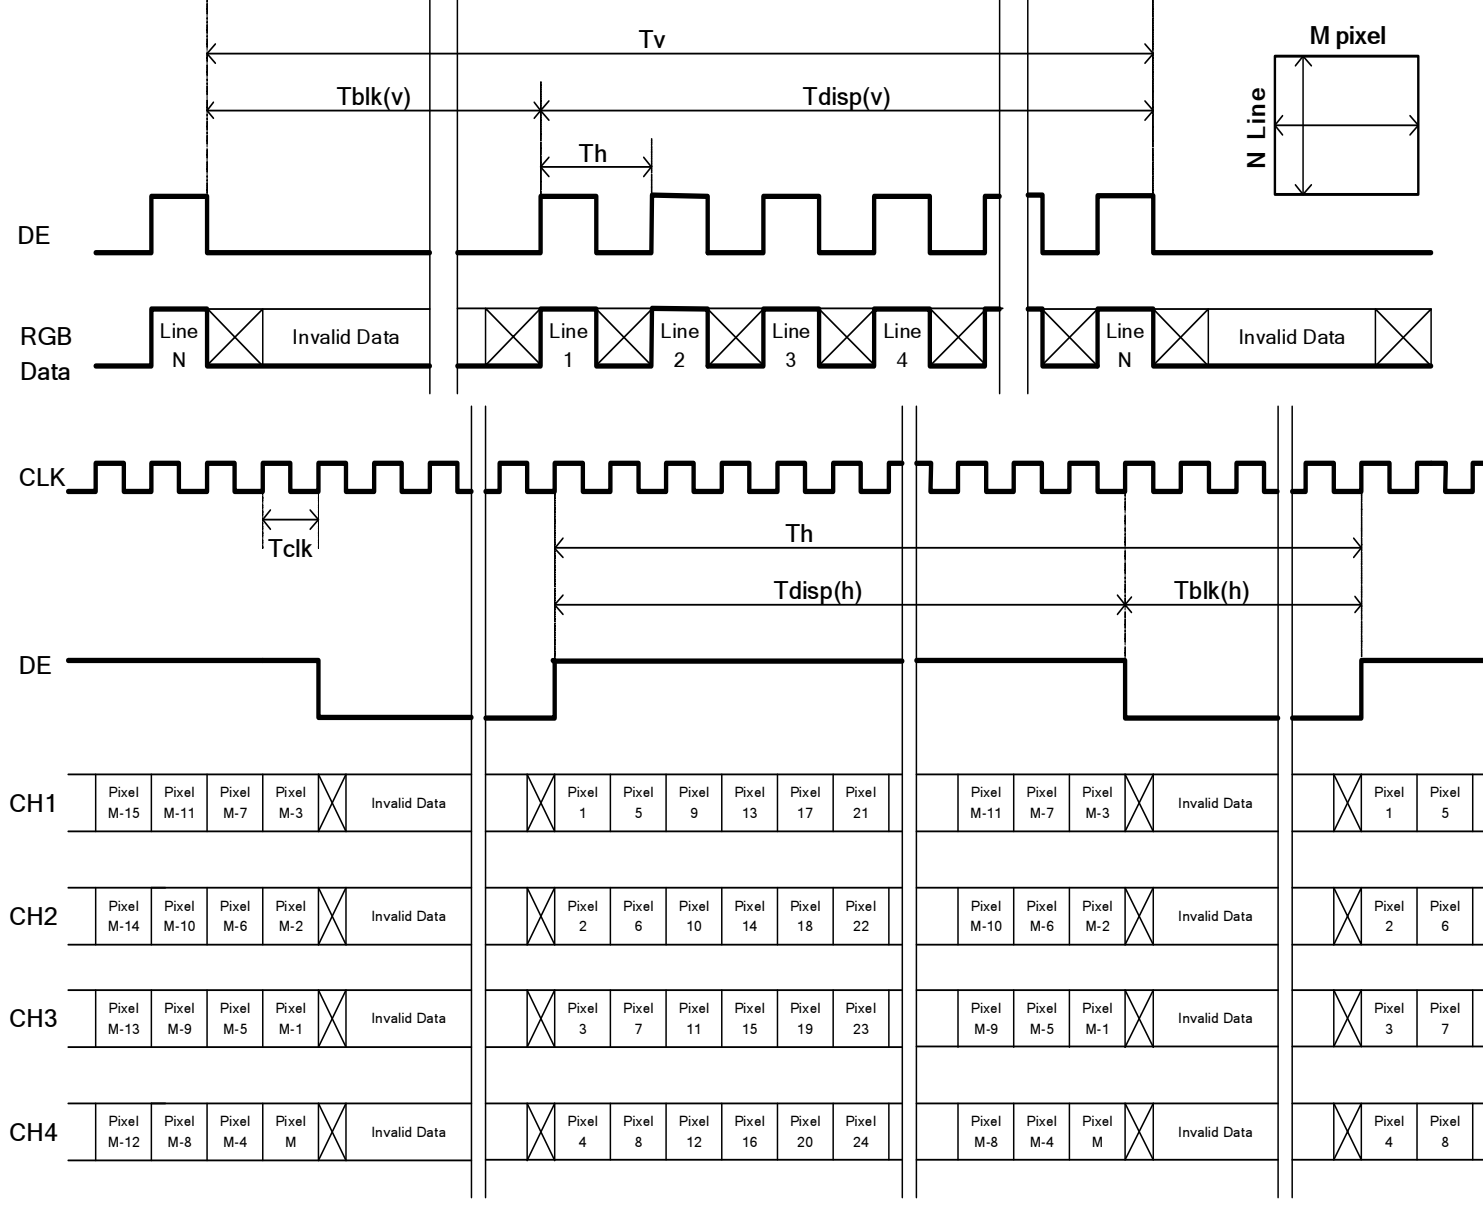 Tv
M pixel
Tblk(v)
Tdisp(v)
N Line
Th
DE
RGB
Data
Line
N
Invalid Data
Line
1
Line
2
Line
3
Line
4
Line
N
Invalid Data
CLK
Tclk
Th
Tdisp(h)
Tblk(h)
DE
CH1
Pixel
M-15
Pixel
M-11
Pixel
M-7
Pixel
M-3
Invalid Data
Pixel
1
Pixel
5
Pixel
9
Pixel
13
Pixel
17
Pixel
21
Pixel
M-11
Pixel
M-7
Pixel
M-3
Invalid Data
Pixel
1
Pixel
5
CH2
Pixel
M-14
Pixel
M-10
Pixel
M-6
Pixel
M-2
Invalid Data
Pixel
2
Pixel
6
Pixel
10
Pixel
14
Pixel
18
Pixel
22
Pixel
M-10
Pixel
M-6
Pixel
M-2
Invalid Data
Pixel
2
Pixel
6
CH3
Pixel
M-13
Pixel
M-9
Pixel
M-5
Pixel
M-1
Invalid Data
Pixel
3
Pixel
7
Pixel
11
Pixel
15
Pixel
19
Pixel
23
Pixel
M-9
Pixel
M-5
Pixel
M-1
Invalid Data
Pixel
3
Pixel
7
CH4
Pixel
M-12
Pixel
M-8
Pixel
M-4
Pixel
M
Invalid Data
Pixel
4
Pixel
8
Pixel
12
Pixel
16
Pixel
20
Pixel
24
Pixel
M-8
Pixel
M-4
Pixel
M
Invalid Data
Pixel
4
Pixel
8